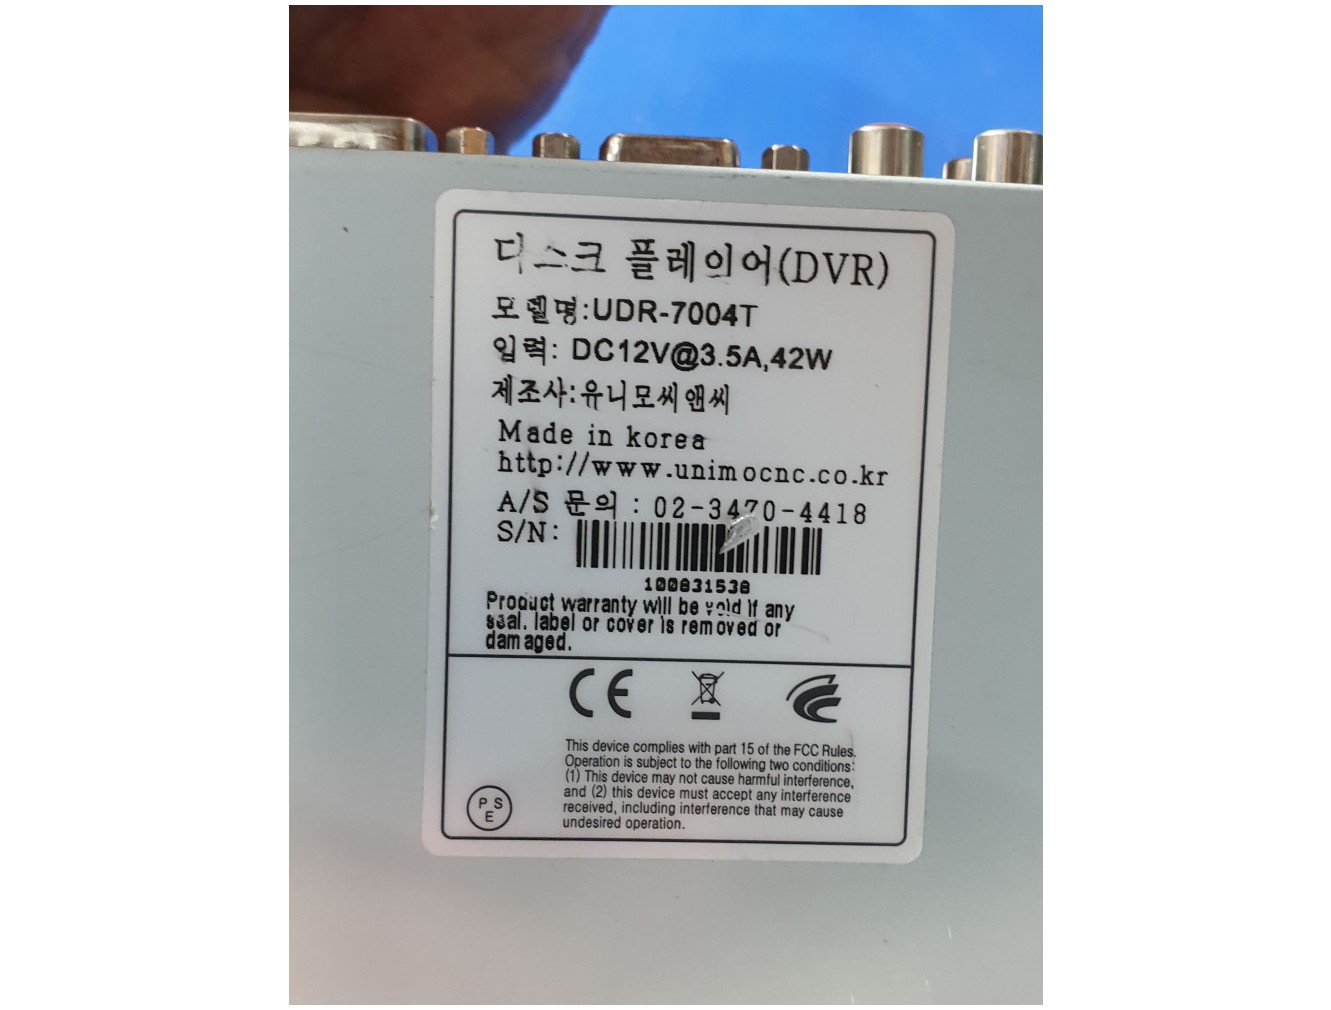 디스크 플레이어(DVR)
모델명:UDR-7004T
입력: DC12V@3.5A,42W
제조사:유니모씨앤씨
Made in korea
http://www.unimocnc.co.kr
A/S 문의 : 02-3470-4418
S/N:
100831538
Product warranty will be void if any
seal. label or cover is removed or
damaged.
CE
This device complies with part 15 of the FCC Rules.
Operation is subject to the following two conditions:
(1) This device may not cause harmful interference,
and (2) this device must accept any interference
received, including interference that may cause
undesired operation.
P S
E